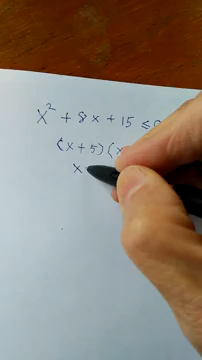 x² + 8x + 15 ≤
(x + 5) (x
x